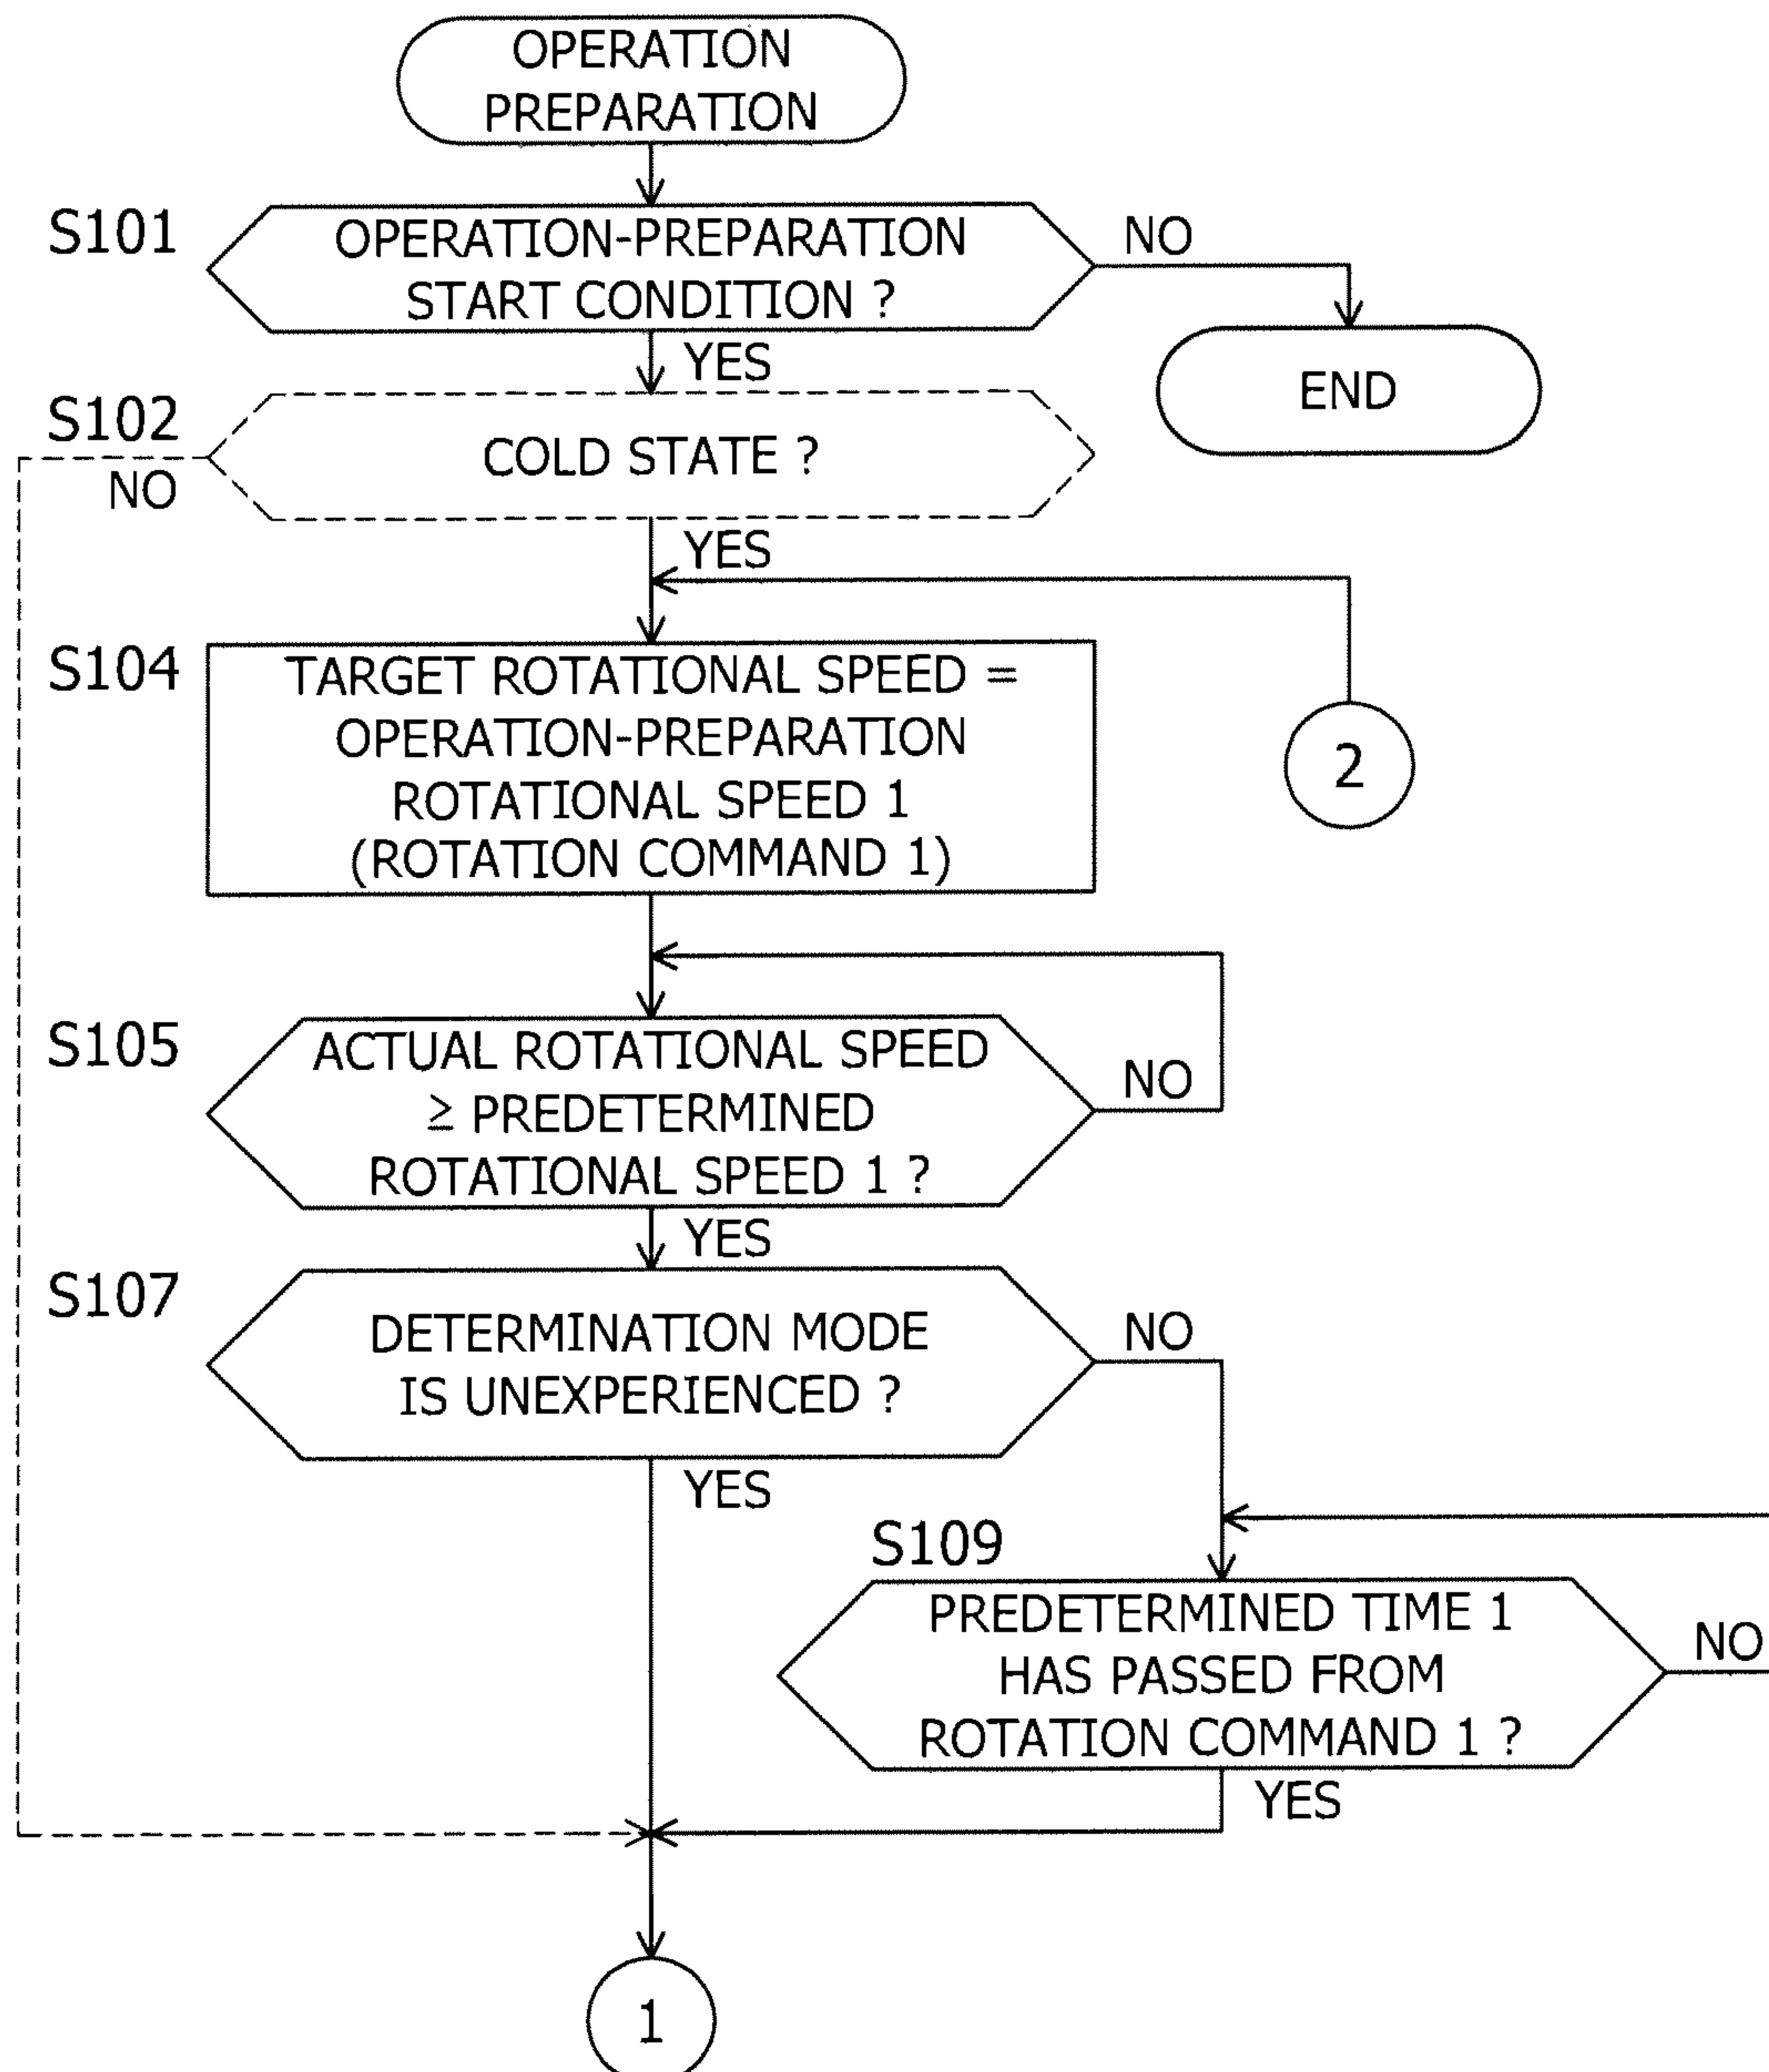 OPERATION
PREPARATION
S101
OPERATION-PREPARATION
START CONDITION ?
NO
YES
END
S102
COLD STATE ?
NO
YES
S104
TARGET ROTATIONAL SPEED =
OPERATION-PREPARATION
ROTATIONAL SPEED 1
(ROTATION COMMAND 1)
2
S105
ACTUAL ROTATIONAL SPEED
≥ PREDETERMINED
ROTATIONAL SPEED 1 ?
NO
YES
S107
DETERMINATION MODE
IS UNEXPERIENCED ?
NO
YES
S109
PREDETERMINED TIME 1
HAS PASSED FROM
ROTATION COMMAND 1 ?
NO
YES
1